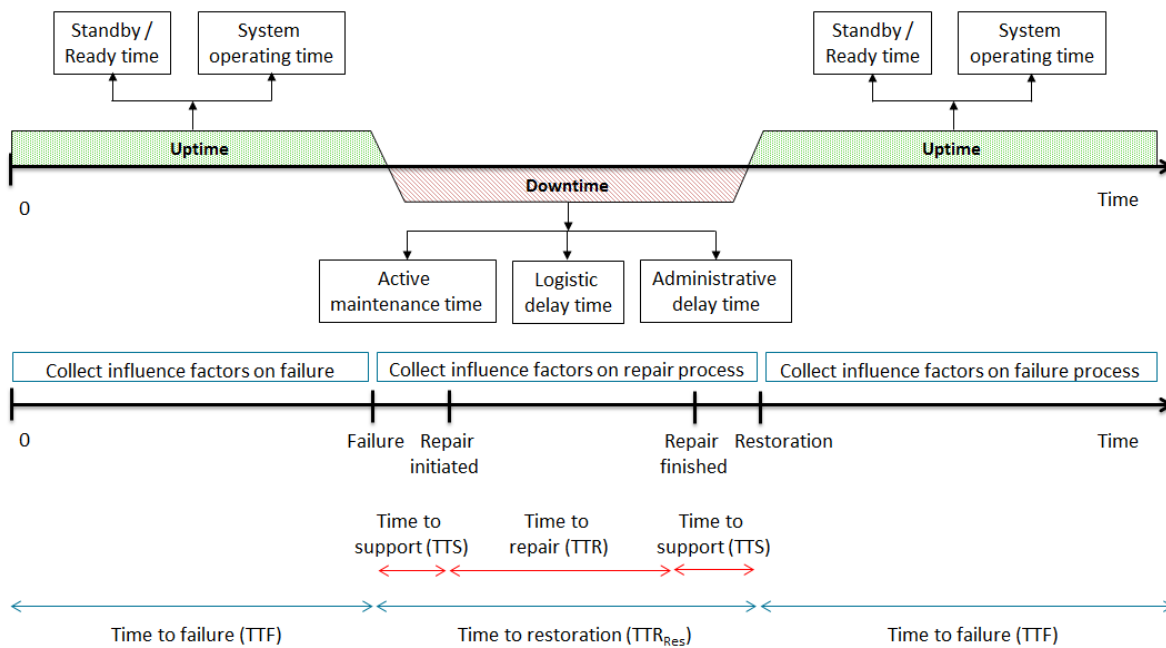 Standby /
Ready time
System
operating time
Standby /
Ready time
System
operating time
Uptime
Uptime
Downtime
0
Time
Active
maintenance time
Logistic
delay time
Administrative
delay time
Collect influence factors on failure
Collect influence factors on repair process
Collect influence factors on failure process
0
Failure
Repair
initiated
Repair
finished
Restoration
Time
Time to
support (TTS)
Time to
repair (TTR)
Time to
support (TTS)
Time to failure (TTF)
Time to restoration (TTRRes)
Time to failure (TTF)